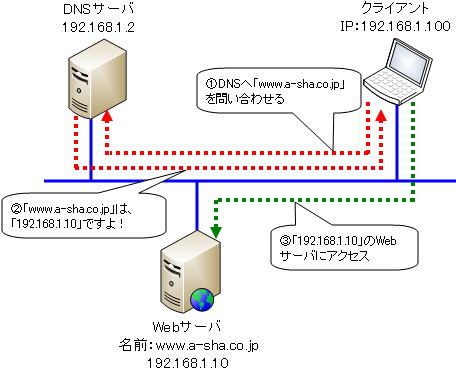 DNSサーバ
192.168.1.2
クライアント
IP：192.168.1.100
①DNSへ「www.a-sha.co.jp」
を問い合わせる
②「www.a-sha.co.jp」は、
「192.168.1.10」ですよ！
③「192.168.1.10」のWeb
サーバにアクセス
Webサーバ
名前：www.a-sha.co.jp
192.168.1.10